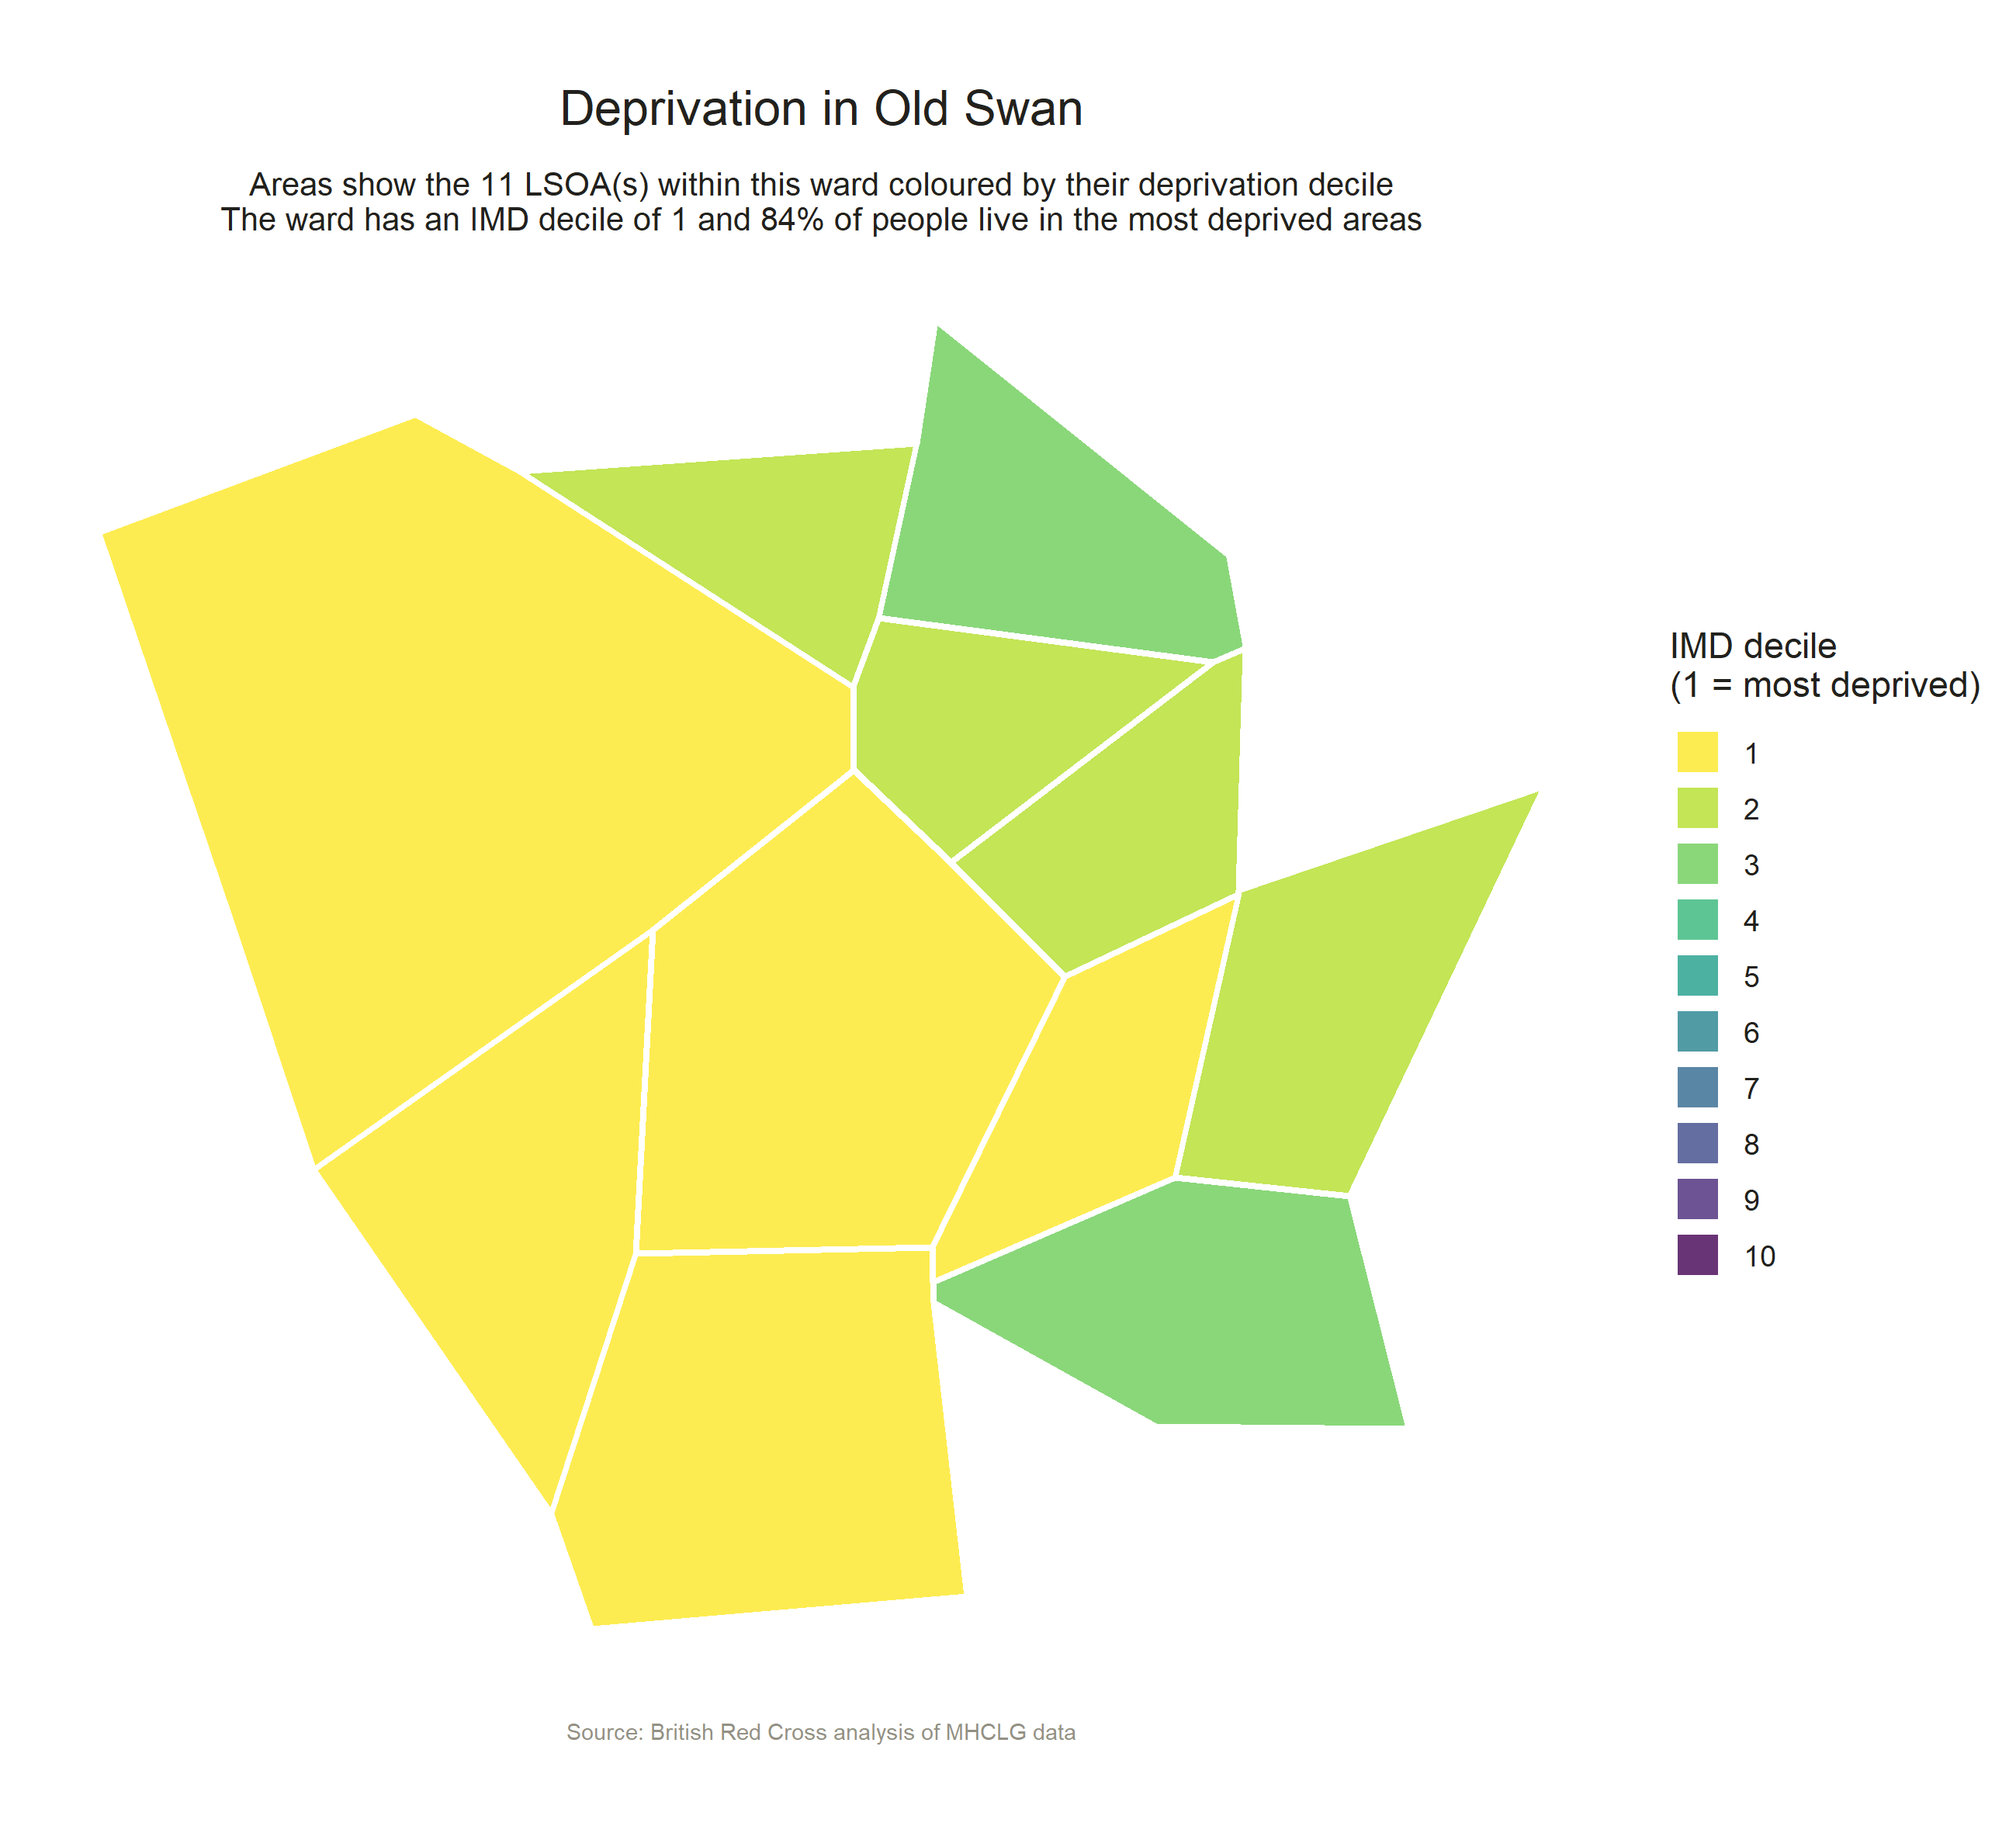 Deprivation in Old Swan
Areas show the 11 LSOA(s) within this ward coloured by their deprivation decile
The ward has an IMD decile of 1 and 84% of people live in the most deprived areas
IMD decile
(1 = most deprived)
1
2
3
4
5
6
7
8
9
10
Source: British Red Cross analysis of MHCLG data